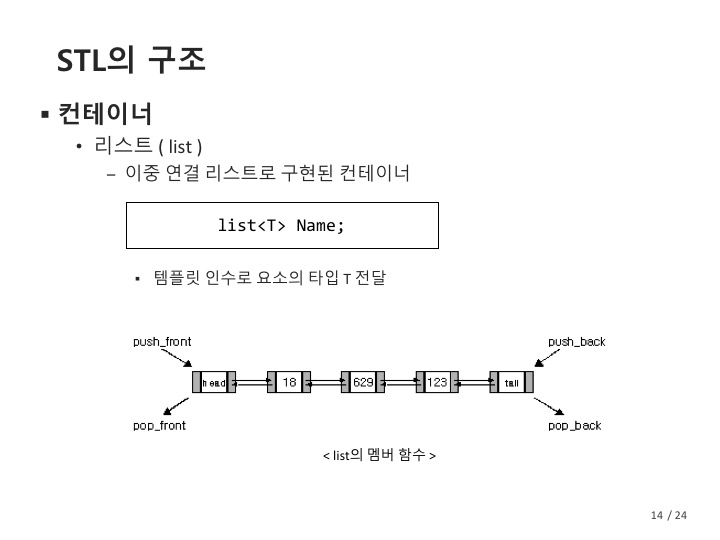 STL의 구조
▪ 컨테이너
• 리스트 ( list )
– 이중 연결 리스트로 구현된 컨테이너
list<T> Name;
▪ 템플릿 인수로 요소의 타입 T 전달
push_front push_back
head 18 629 123 tail
pop_front pop_back
< list의 멤버 함수 >
14 / 24